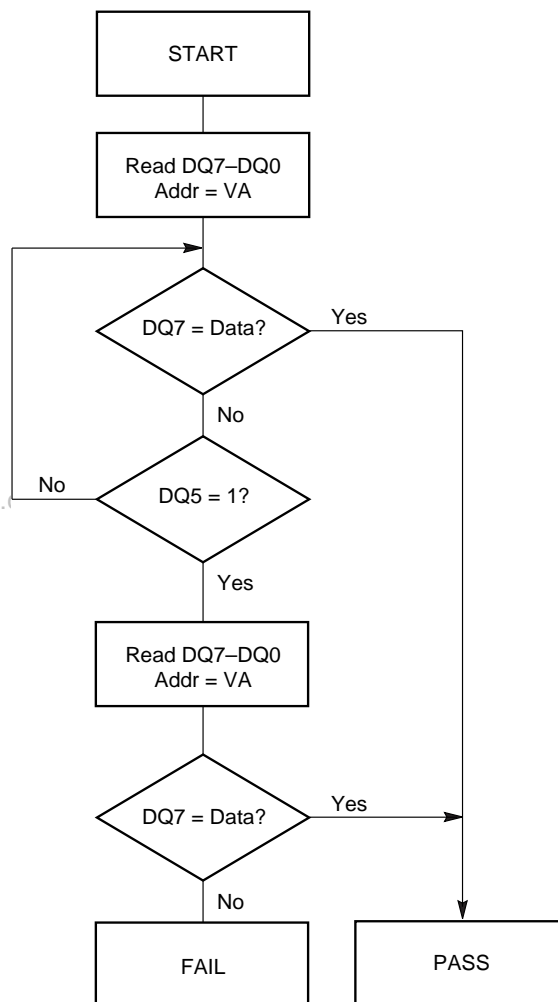 START
Read DQ7–DQ0
Addr = VA
DQ7 = Data?
Yes
No
No
DQ5 = 1?
Yes
Read DQ7–DQ0
Addr = VA
DQ7 = Data?
Yes
No
FAIL
PASS